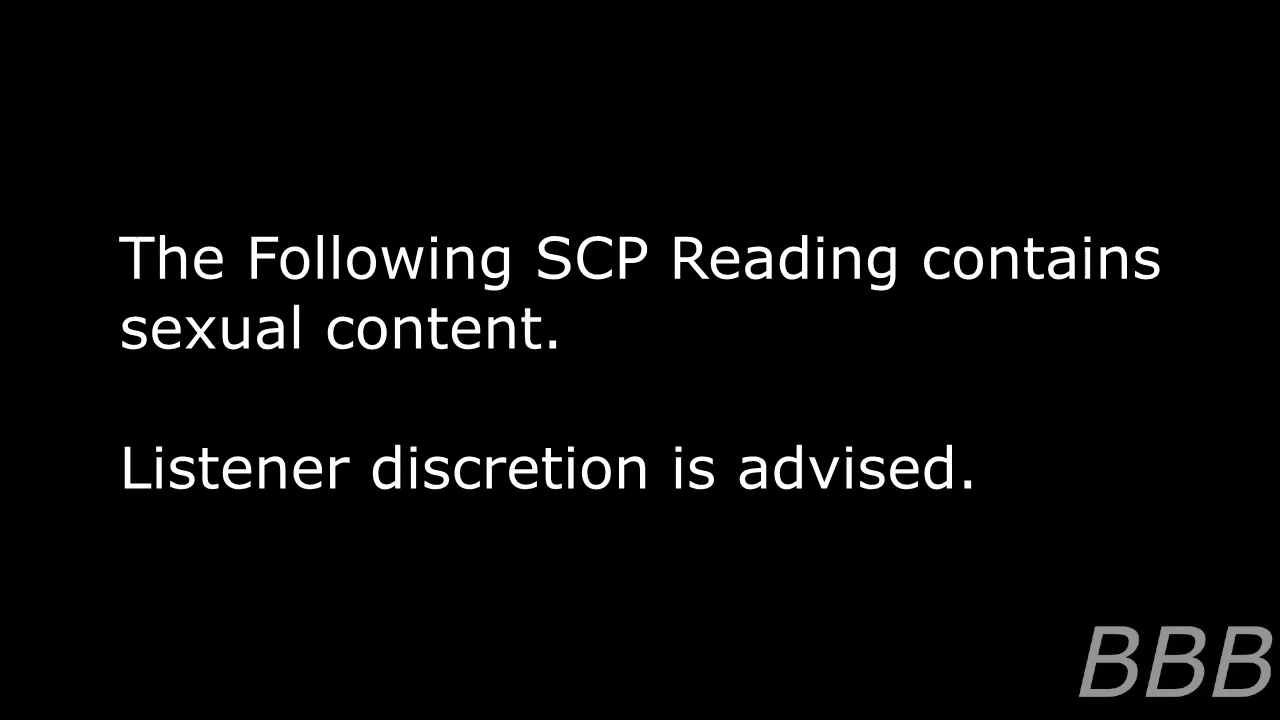 The Following SCP Reading contains
sexual content.
Listener discretion is advised.
BBB